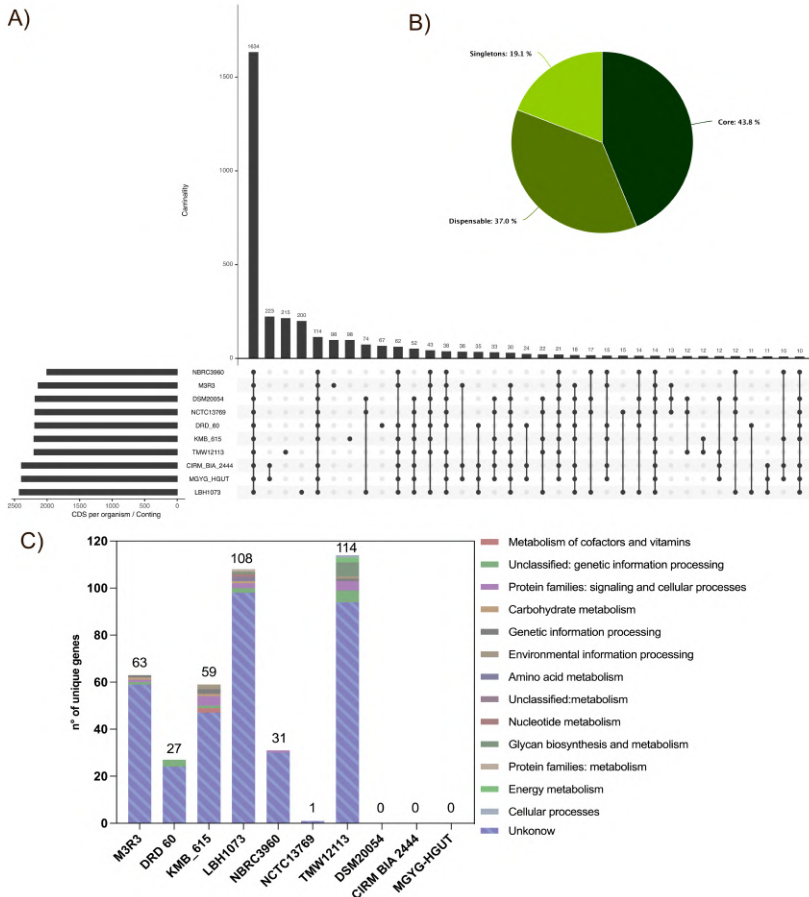 A)
B)
Carrinality
1500
1000
500
0
1634
223 215 200 114 98 98 74 67 62 52 43 38 36 35 33 30 24 22 21 18 17 15 15 14 14 13 12 12 12 12 11 11 10 10
Singletons: 19.1 %
Core: 43.8 %
Dispensable: 37.0 %
NBRC3960
M3R3
DSM20054
NCTC13769
DRD_60
KMB_615
TMW12113
CIRM_BIA_2444
MGYG_HGUT
LBH1073
2500 2000 1500 1000 500 0
CDS per organism / Conting
C)
n° of unique genes
120
100
80
60
40
20
0
63
27
59
108
31
1
114
0
0
0
M3R3
DRD 60
KMB_615
LBH1073
NBRC3960
NCTC13769
TMW12113
DSM20054
CIRM BIA 2444
MGYG-HGUT
Metabolism of cofactors and vitamins
Unclassified: genetic information processing
Protein families: signaling and cellular processes
Carbohydrate metabolism
Genetic information processing
Environmental information processing
Amino acid metabolism
Unclassified:metabolism
Nucleotide metabolism
Glycan biosynthesis and metabolism
Protein families: metabolism
Energy metabolism
Cellular processes
Unkonow